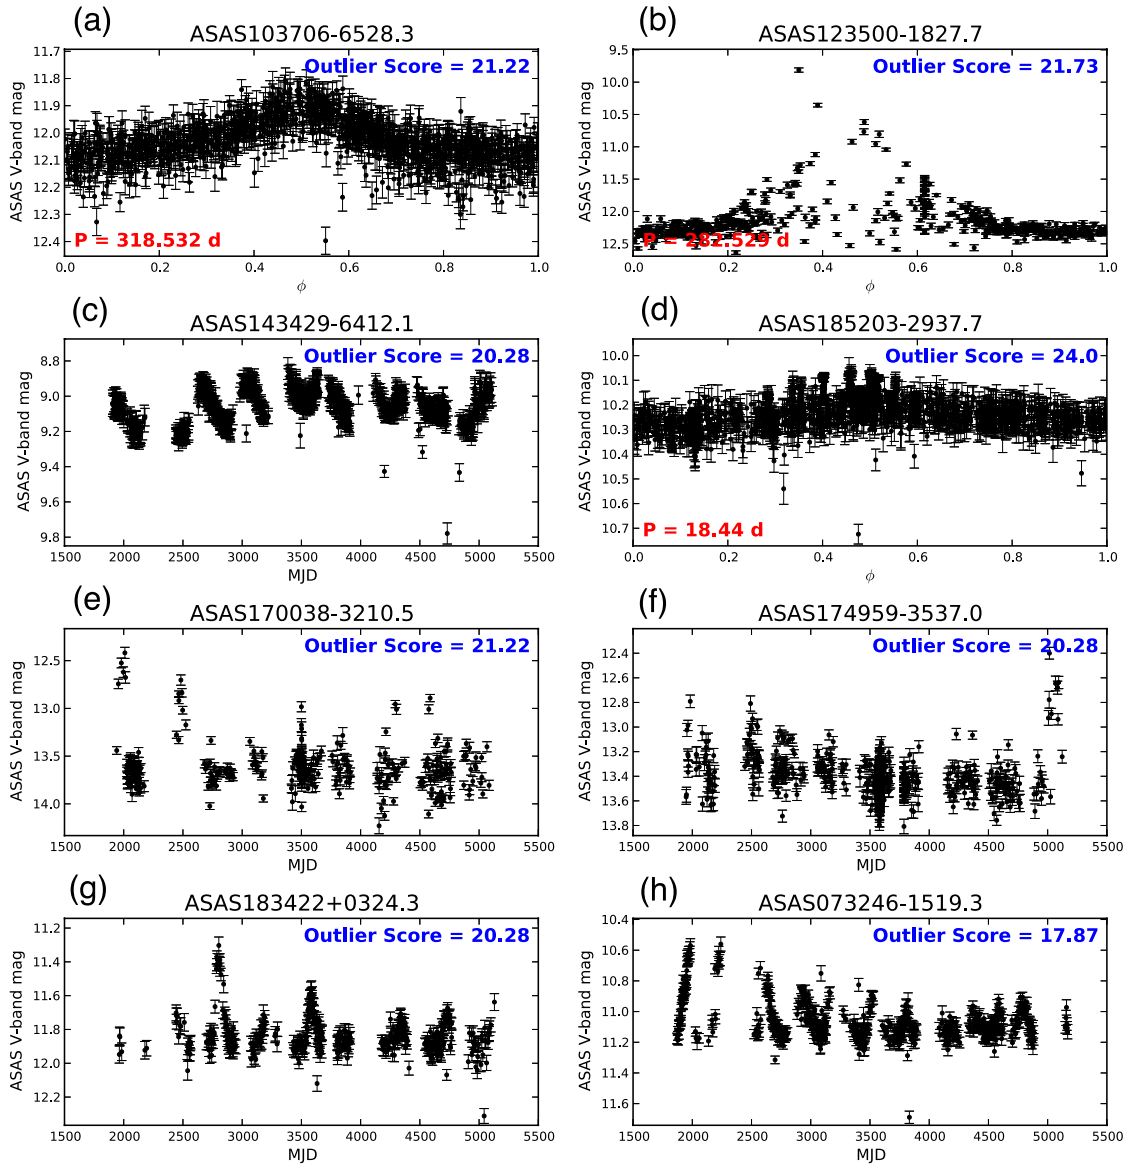 (a)
ASAS103706-6528.3
Outlier Score = 21.22
ASAS V-band mag
11.7
11.8
11.9
12.0
12.1
12.2
12.3
12.4
P = 318.532 d
0.0 0.2 0.4 0.6 0.8 1.0
ϕ
(b)
ASAS123500-1827.7
Outlier Score = 21.73
ASAS V-band mag
9.5
10.0
10.5
11.0
11.5
12.0
12.5
P = 282.529 d
0.0 0.2 0.4 0.6 0.8 1.0
ϕ
(c)
ASAS143429-6412.1
Outlier Score = 20.28
ASAS V-band mag
8.8
9.0
9.2
9.4
9.6
9.8
1500 2000 2500 3000 3500 4000 4500 5000 5500
MJD
(d)
ASAS185203-2937.7
Outlier Score = 24.0
ASAS V-band mag
10.0
10.1
10.2
10.3
10.4
10.5
10.6
10.7
P = 18.44 d
0.0 0.2 0.4 0.6 0.8 1.0
ϕ
(e)
ASAS170038-3210.5
Outlier Score = 21.22
ASAS V-band mag
12.5
13.0
13.5
14.0
1500 2000 2500 3000 3500 4000 4500 5000 5500
MJD
(f)
ASAS174959-3537.0
Outlier Score = 20.28
ASAS V-band mag
12.4
12.6
12.8
13.0
13.2
13.4
13.6
13.8
1500 2000 2500 3000 3500 4000 4500 5000 5500
MJD
(g)
ASAS183422+0324.3
Outlier Score = 20.28
ASAS V-band mag
11.2
11.4
11.6
11.8
12.0
12.2
1500 2000 2500 3000 3500 4000 4500 5000 5500
MJD
(h)
ASAS073246-1519.3
Outlier Score = 17.87
ASAS V-band mag
10.4
10.6
10.8
11.0
11.2
11.4
11.6
1500 2000 2500 3000 3500 4000 4500 5000 5500
MJD